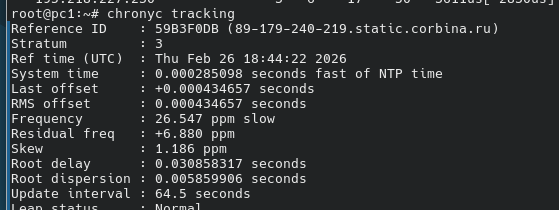 root@pc1:~# chronyc tracking
Reference ID    : 59B3F0DB (89-179-240-219.static.corbina.ru)
Stratum         : 3
Ref time (UTC)  : Thu Feb 26 18:44:22 2026
System time     : 0.000285098 seconds fast of NTP time
Last offset     : +0.000434657 seconds
RMS offset      : 0.000434657 seconds
Frequency       : 26.547 ppm slow
Residual freq   : +6.880 ppm
Skew            : 1.186 ppm
Root delay      : 0.030858317 seconds
Root dispersion : 0.005859906 seconds
Update interval : 64.5 seconds
Leap status     : Normal